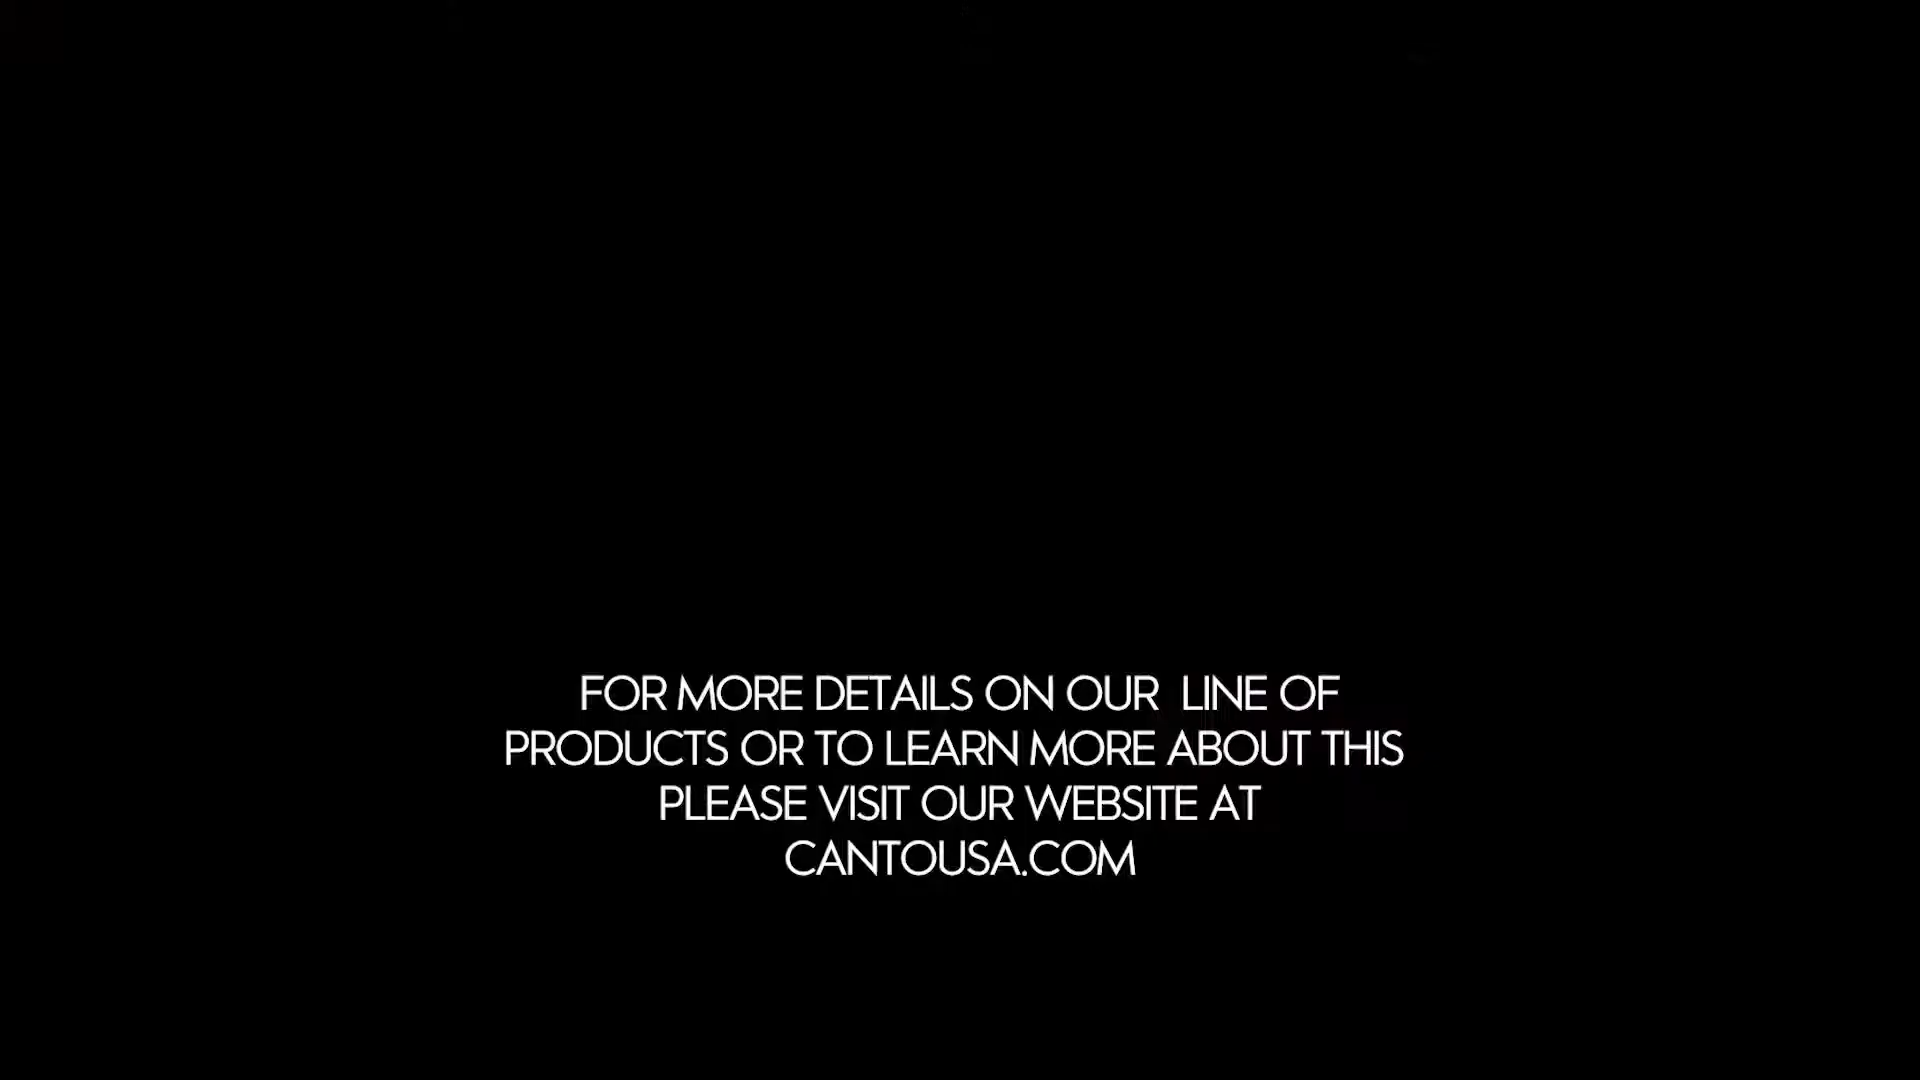 FOR MORE DETAILS ON OUR  LINE OF
PRODUCTS OR TO LEARN MORE ABOUT THIS
PLEASE VISIT OUR WEBSITE AT
CANTOUSA.COM